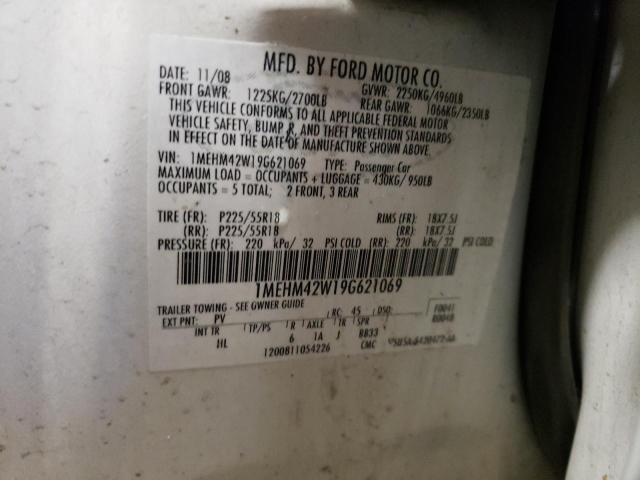 MFD. BY FORD MOTOR CO.
DATE: 11/08 GVWR: 2250KG/4960LB
FRONT GAWR: 1225KG/2700LB REAR GAWR: 1066KG/2350LB
THIS VEHICLE CONFORMS TO ALL APPLICABLE FEDERAL MOTOR
VEHICLE SAFETY, BUMPER, AND THEFT PREVENTION STANDARDS
IN EFFECT ON THE DATE OF MANUFACTURE SHOWN ABOVE.
VIN: 1MEHM42W19G621069 TYPE: Passenger Car
MAXIMUM LOAD = OCCUPANTS + LUGGAGE = 430KG/950LB
OCCUPANTS = 5 TOTAL; 2 FRONT, 3 REAR
TIRE (FR): P225/55R18 RIMS (FR): 18X7.5J
(RR): P225/55R18 (RR): 18X7.5J
PRESSURE (FR): 220 kPa/ 32 PSI COLD (RR): 220 kPa/ 32 PSI COLD
1MEHM42W19G621069
TRAILER TOWING - SEE OWNER GUIDE
EXT PNT: PV RC: 45 DSO: F0041
INT TR TP/PS R AXLE TR SPR B0048
HL 6 1A J BB33
1200811054226 CMC